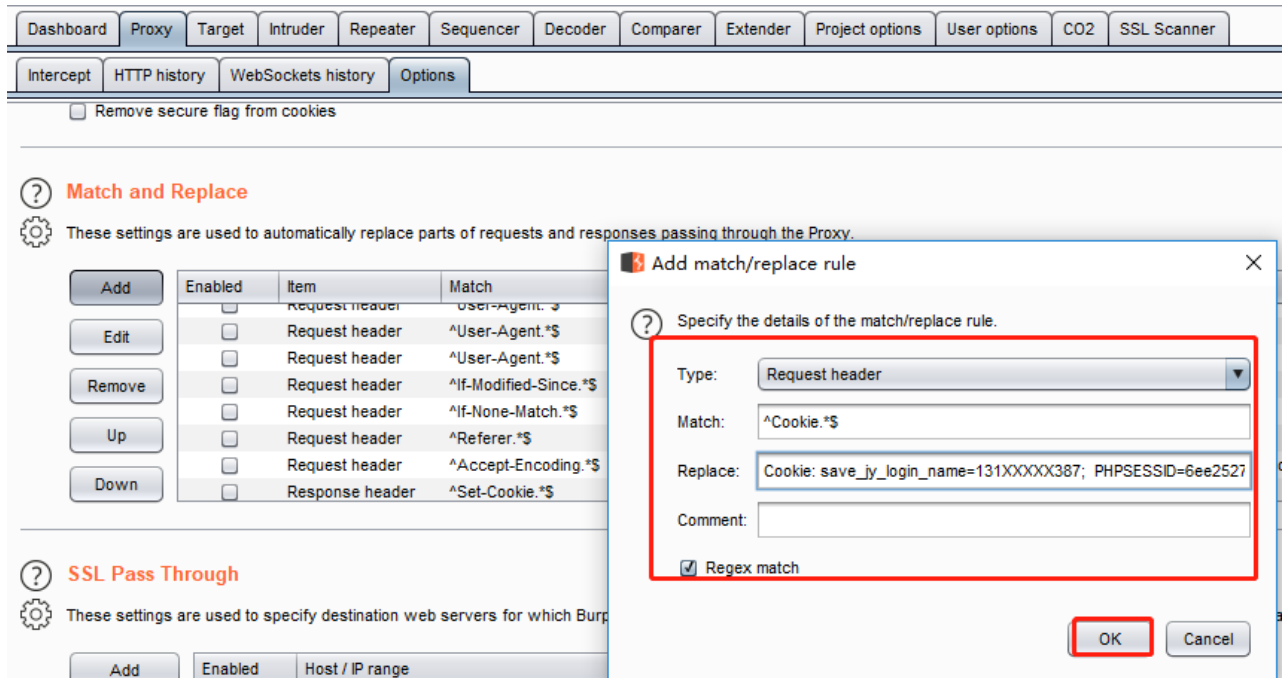 Dashboard Proxy Target Intruder Repeater Sequencer Decoder Comparer Extender Project options User options CO2 SSL Scanner
Intercept HTTP history WebSockets history Options
Remove secure flag from cookies
Match and Replace
These settings are used to automatically replace parts of requests and responses passing through the Proxy.
Add
Edit
Remove
Up
Down
Enabled Item Match
Request header ^User-Agent.*$
Request header ^User-Agent.*$
Request header ^User-Agent.*$
Request header ^If-Modified-Since.*$
Request header ^If-None-Match.*$
Request header ^Referer.*$
Request header ^Accept-Encoding.*$
Response header ^Set-Cookie.*$
Add match/replace rule
Specify the details of the match/replace rule.
Type: Request header
Match: ^Cookie.*$
Replace: Cookie: save_jy_login_name=131XXXXX387; PHPSESSID=6ee2527
Comment:
Regex match
OK Cancel
SSL Pass Through
These settings are used to specify destination web servers for which Burp
Add Enabled Host / IP range